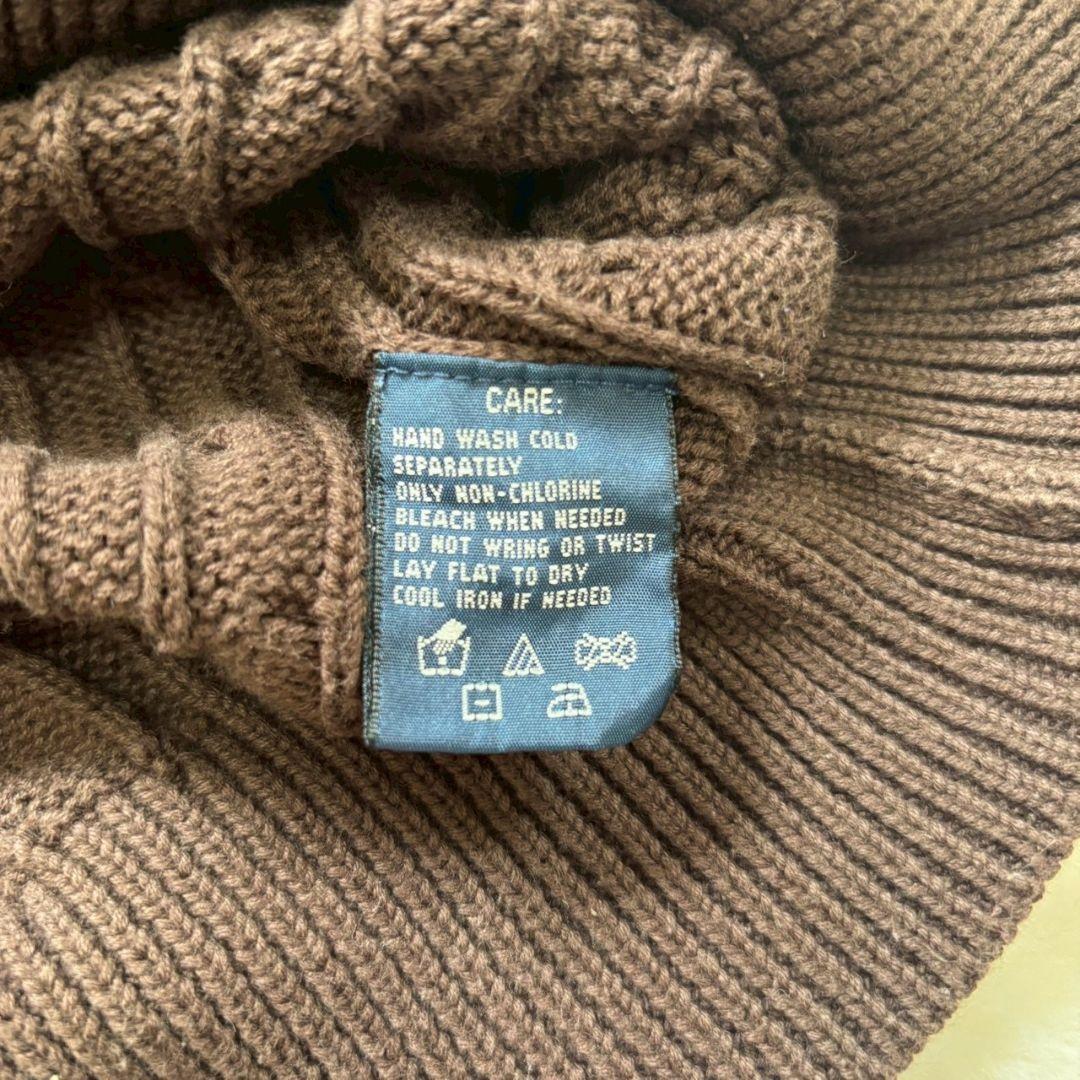 CARE:
HAND WASH COLD
SEPARATELY
ONLY NON-CHLORINE
BLEACH WHEN NEEDED
DO NOT WRING OR TWIST
LAY FLAT TO DRY
COOL IRON IF NEEDED